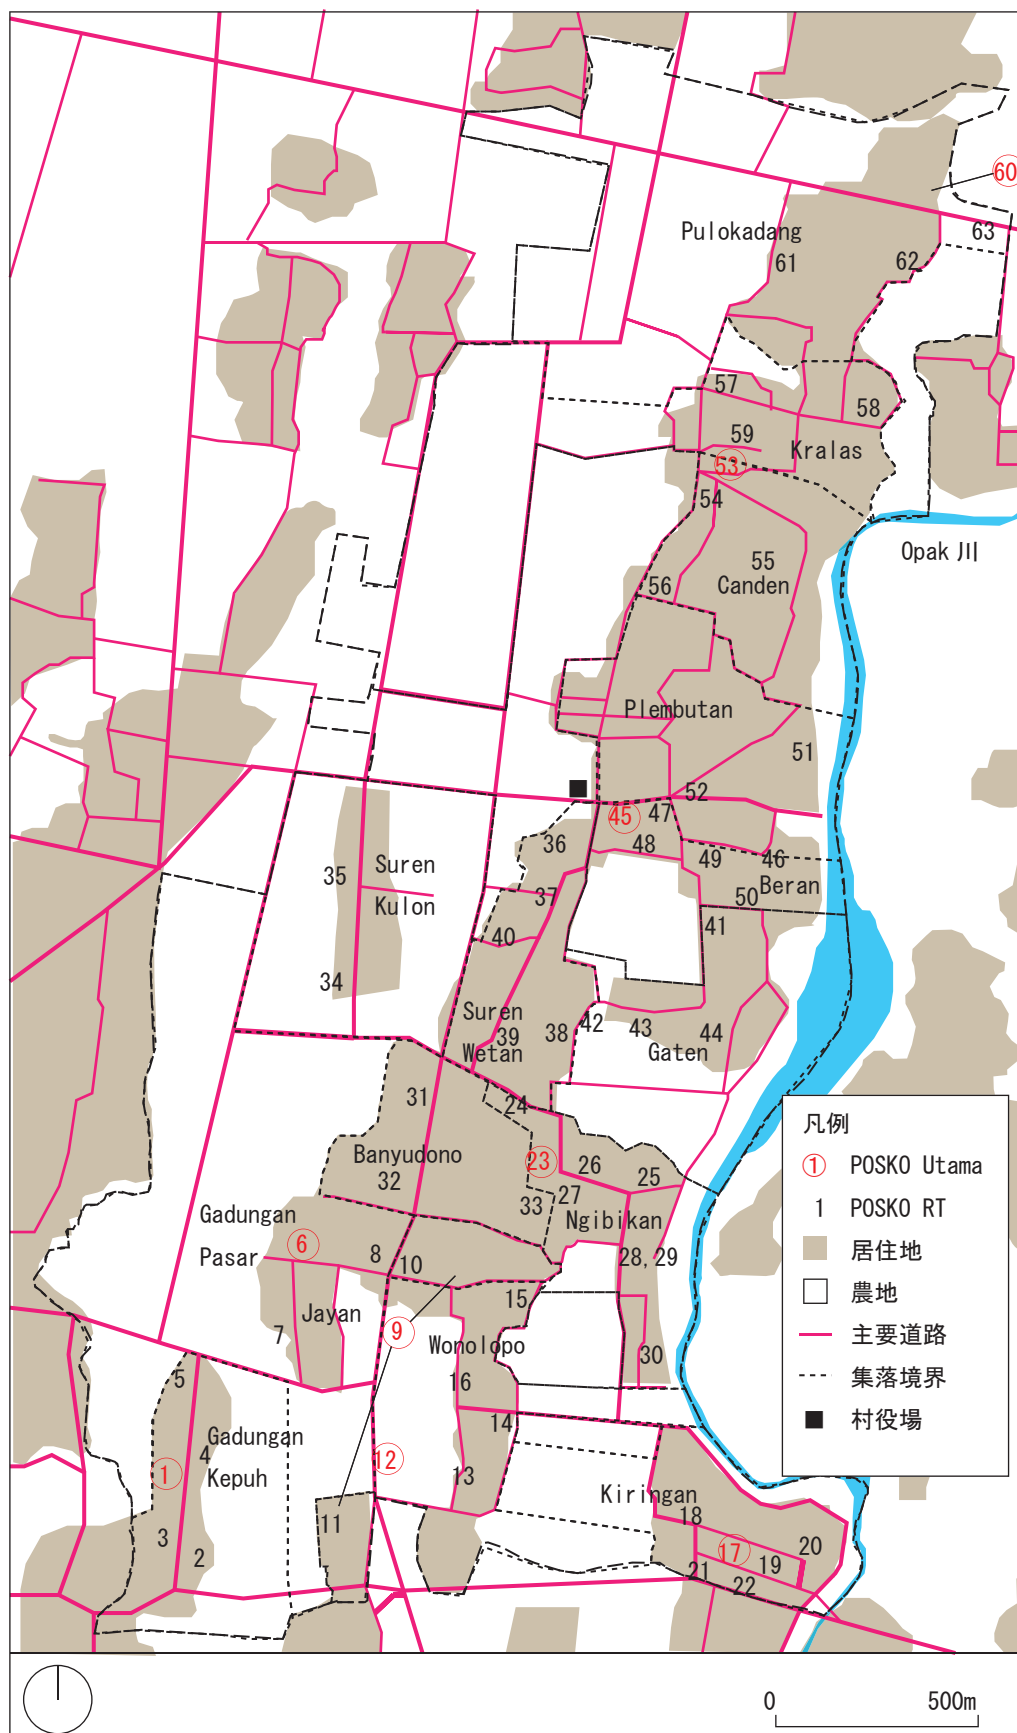 60
63
Pulokadang
61
62
57
58
59
Kralas
53
54
Opak 川
55
56
Canden
Plembutan
51
52
45
47
36
48
49
46
Suren
35
Beran
37
50
Kulon
41
40
34
Suren
42
43
44
39
38
Wetan
Gaten
31
24
凡例
① POSKO Utama
1 POSKO RT
居住地
農地
主要道路
集落境界
村役場
Banyudono
23
26
25
32
27
33
Gadungan
Ngibikan
6
Pasar
8
10
28, 29
15
Jayan
7
9
Wonolopo
30
5
16
14
Gadungan
4
12
1
Kepuh
13
Kiringan
11
18
3
2
17
20
19
21
22
0 500m